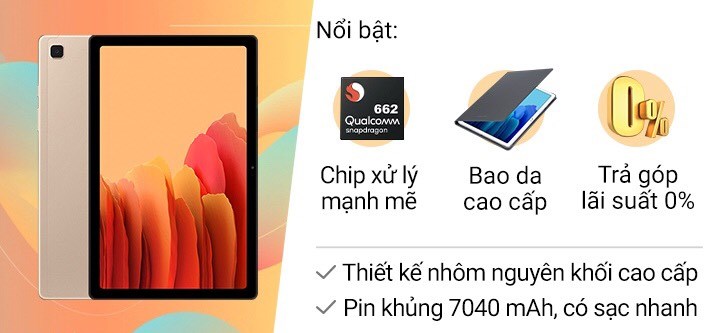 Nổi bật:
662
Qualcomm
snapdragon
Chip xử lý
mạnh mẽ
Bao da
cao cấp
0%
Trả góp
lãi suất 0%
Thiết kế nhôm nguyên khối cao cấp
Pin khủng 7040 mAh, có sạc nhanh